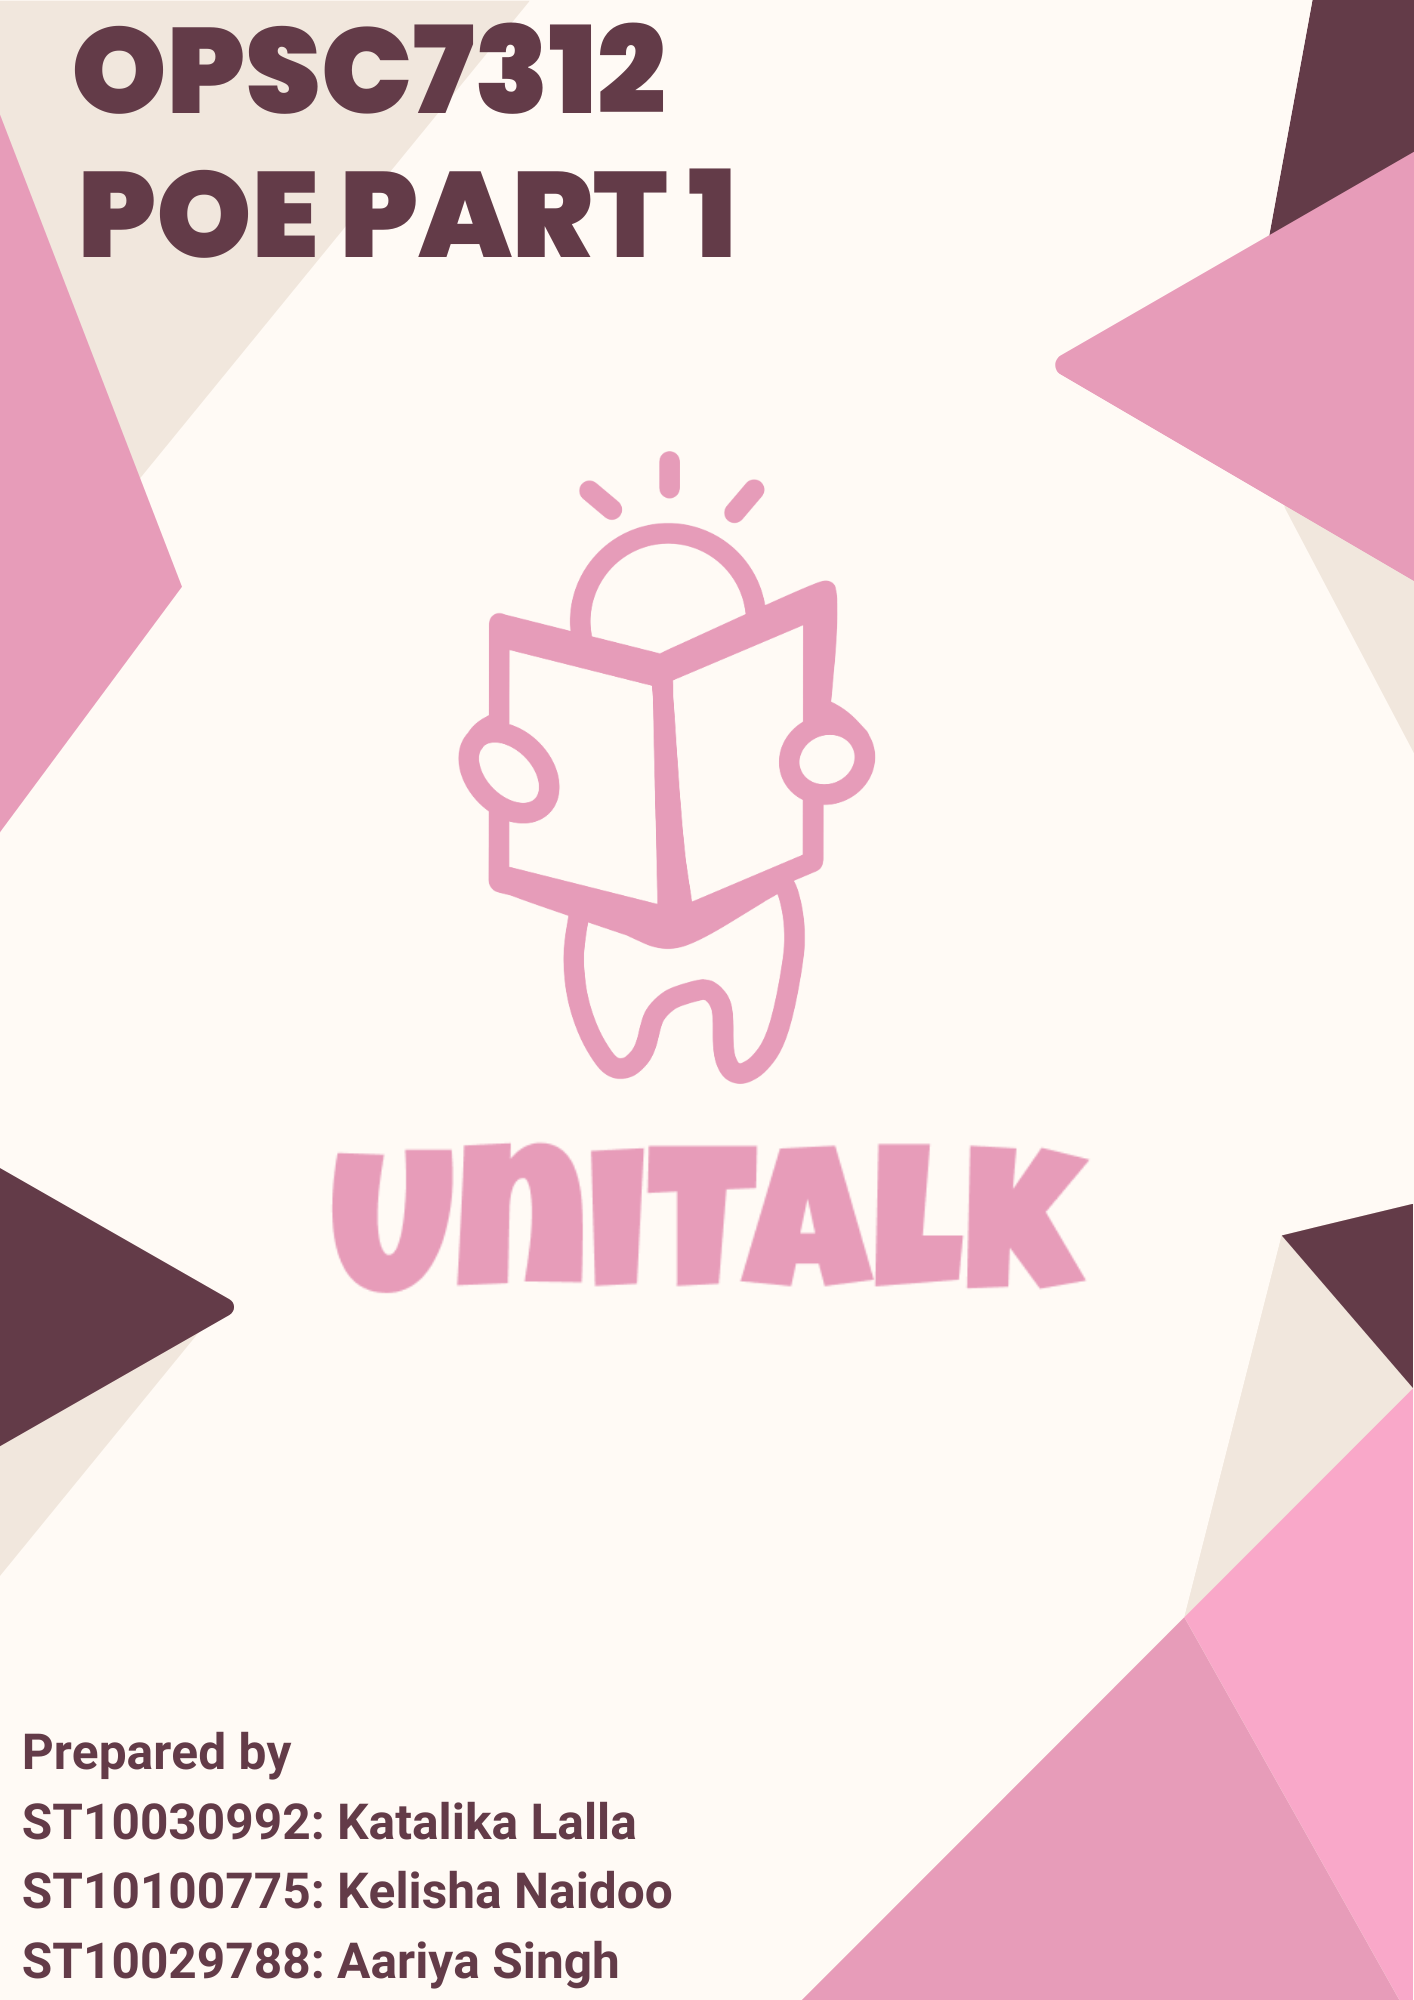 OPSC7312
POE PART 1
UNITALK
Prepared by
ST10030992: Katalika Lalla
ST10100775: Kelisha Naidoo
ST10029788: Aariya Singh